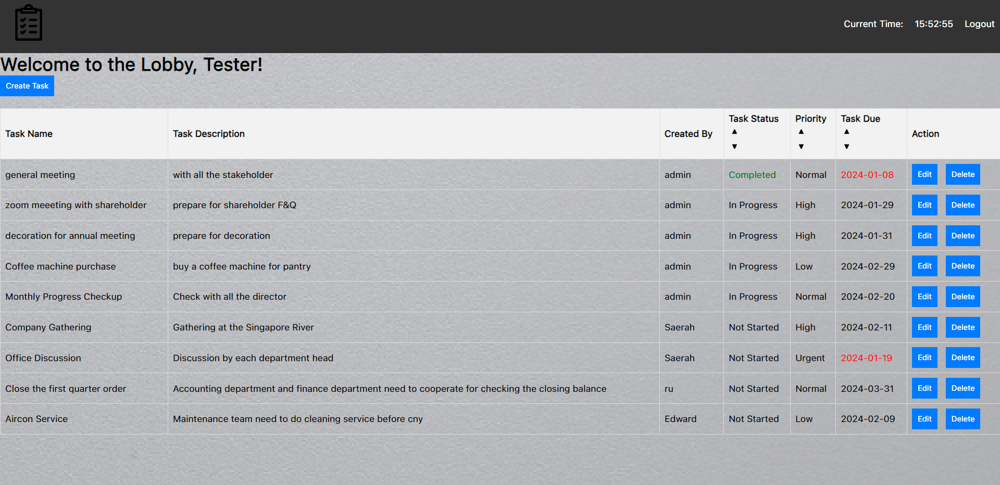 Current Time: 15:52:55 Logout
Welcome to the Lobby, Tester!
Create Task
Task Name Task Description Created By Task Status ▲ ▼ Priority ▲ ▼ Task Due ▲ ▼ Action
general meeting with all the stakeholder admin Completed Normal 2024-01-08 Edit Delete
zoom meeeting with shareholder prepare for shareholder F&Q admin In Progress High 2024-01-29 Edit Delete
decoration for annual meeting prepare for decoration admin In Progress High 2024-01-31 Edit Delete
Coffee machine purchase buy a coffee machine for pantry admin In Progress Low 2024-02-29 Edit Delete
Monthly Progress Checkup Check with all the director admin In Progress Normal 2024-02-20 Edit Delete
Company Gathering Gathering at the Singapore River Saerah Not Started High 2024-02-11 Edit Delete
Office Discussion Discussion by each department head Saerah Not Started Urgent 2024-01-19 Edit Delete
Close the first quarter order Accounting department and finance department need to cooperate for checking the closing balance ru Not Started Normal 2024-03-31 Edit Delete
Aircon Service Maintenance team need to do cleaning service before cny Edward Not Started Low 2024-02-09 Edit Delete